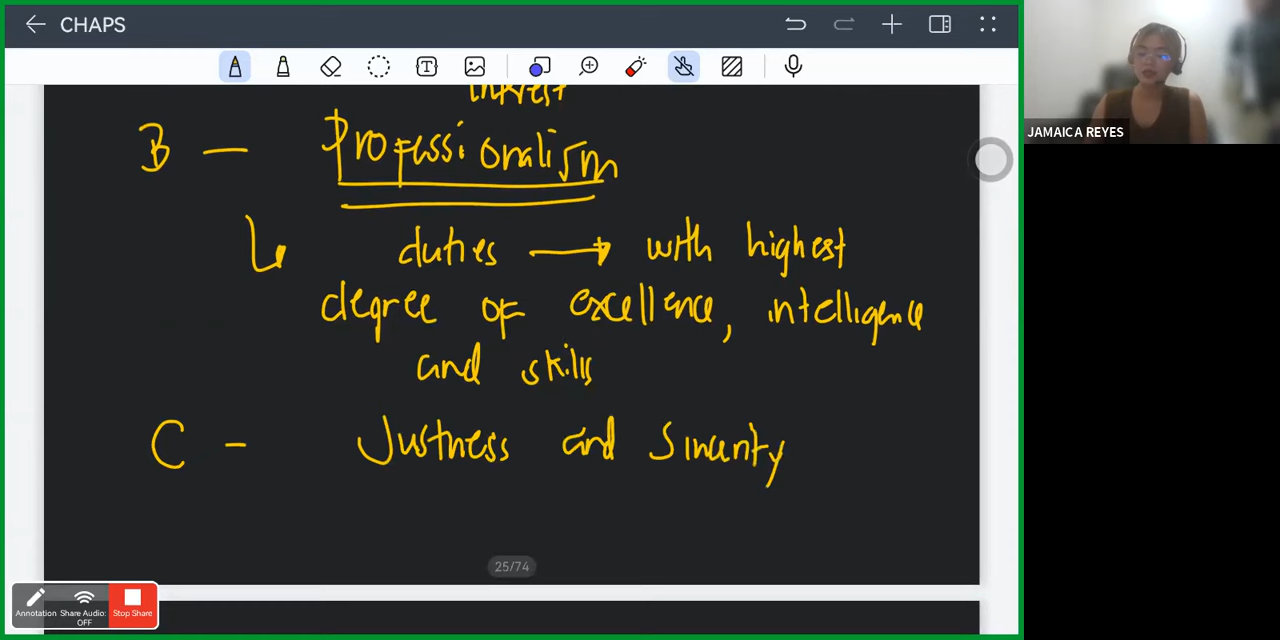 CHAPS
JAMAICA REYES
interest
B — Professionalism
duties → with highest
degree of excellence, intelligence
and skills
C - Justness and Sincerity
25/74
Annotation
Share Audio: OFF
Stop Share